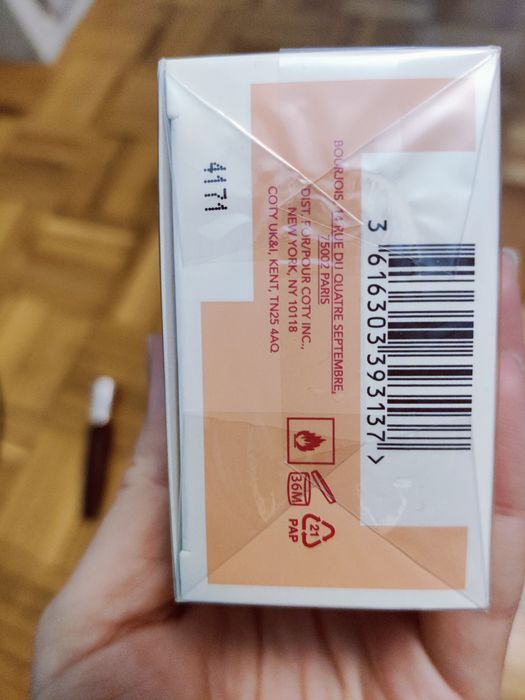 3 616303 393137 >
BOURJOIS, 14 RUE DU QUATRE SEPTEMBRE,
75002 PARIS
DIST. FOR/POUR COTY INC.,
NEW YORK, NY 10118
COTY UK&I, KENT, TN25 4AQ
4171
36M
21
PAP